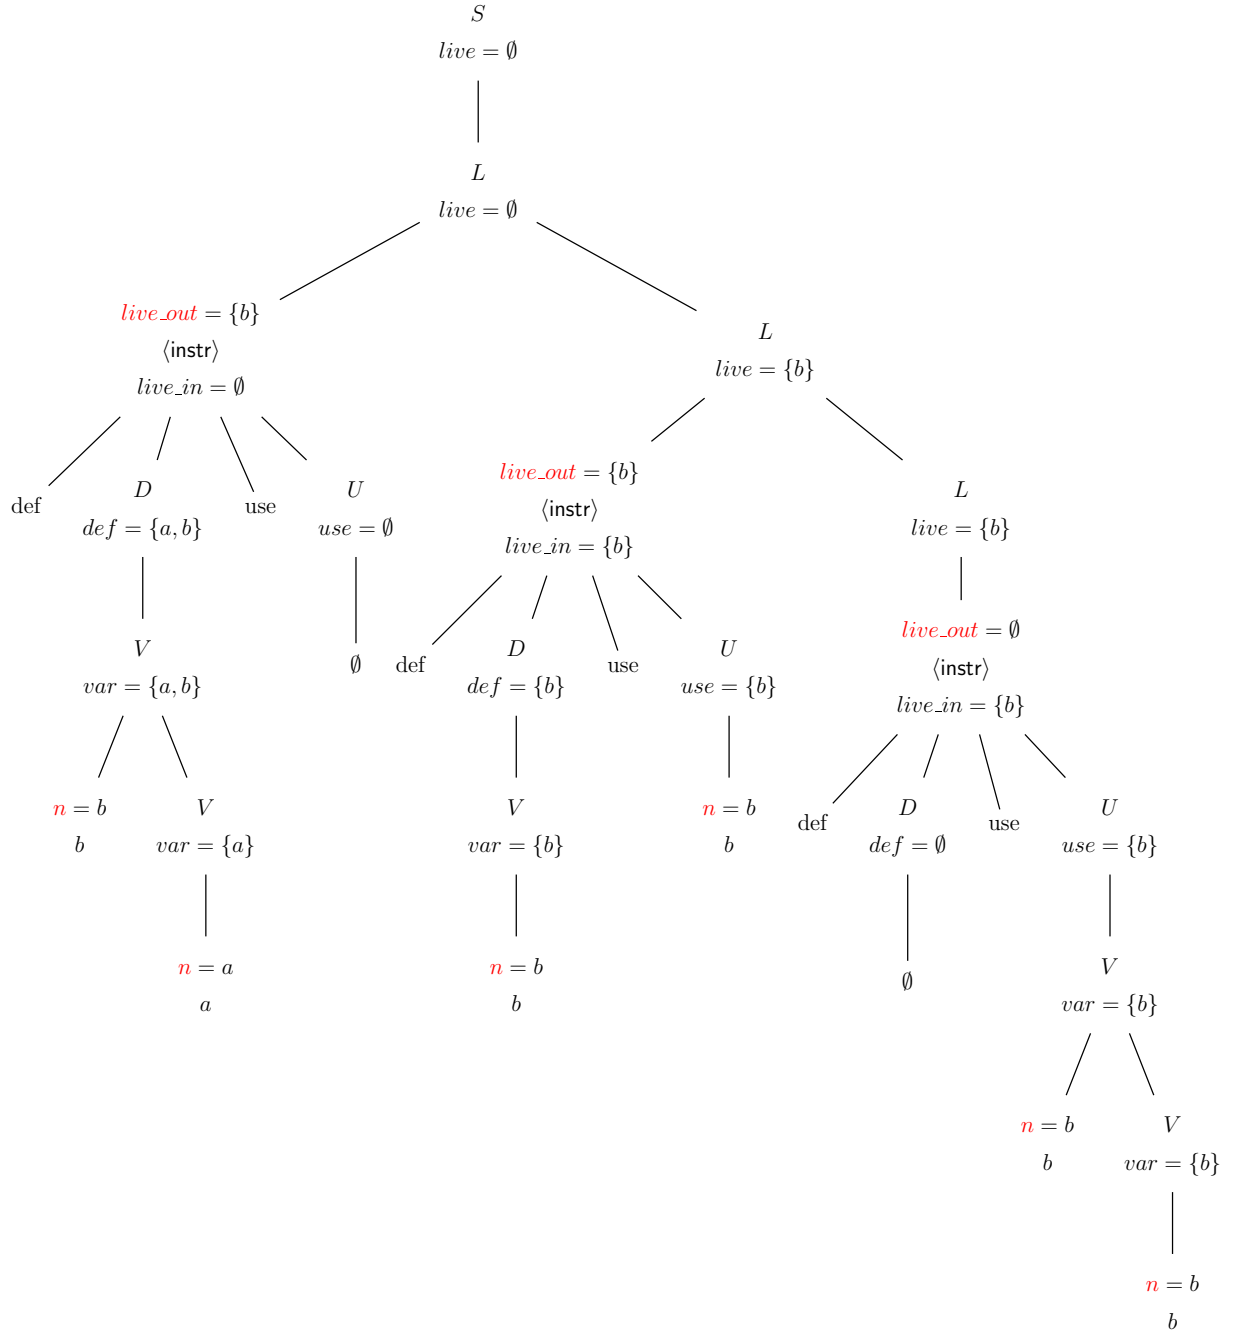 S
live = ∅
L
live = ∅
live_out = {b}
⟨instr⟩
live_in = ∅
L
live = {b}
def
D
def = {a, b}
use
U
use = ∅
live_out = {b}
⟨instr⟩
live_in = {b}
L
live = {b}
V
var = {a, b}
∅
def
D
def = {b}
use
U
use = {b}
live_out = ∅
⟨instr⟩
live_in = {b}
n = b
b
V
var = {a}
V
var = {b}
n = b
b
def
D
def = ∅
use
U
use = {b}
n = a
a
n = b
b
∅
V
var = {b}
n = b
b
V
var = {b}
n = b
b